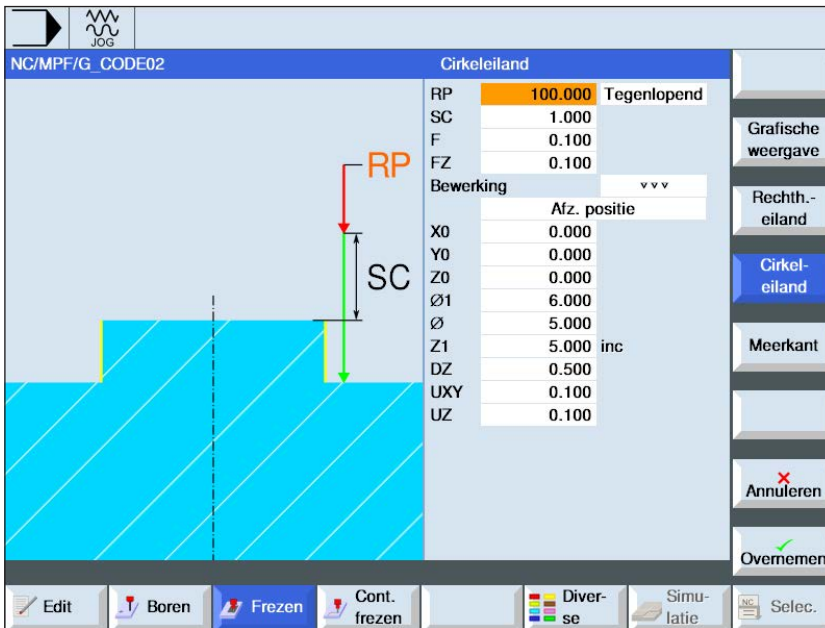 JOG
NC/MPF/G_CODE02
Cirkeleiland
RP 100.000 Tegenlopend
SC 1.000
F 0.100
FZ 0.100
Bewerking ▿▿▿
Afz. positie
X0 0.000
Y0 0.000
Z0 0.000
Ø1 6.000
Ø 5.000
Z1 5.000 inc
DZ 0.500
UXY 0.100
UZ 0.100
RP
SC
Grafische
weergave
Rechth.-
eiland
Cirkel-
eiland
Meerkant
Annuleren
Overnemen
Edit
Boren
Frezen
Cont.
frezen
Diver-
se
Simu-
latie
NC
Selec.